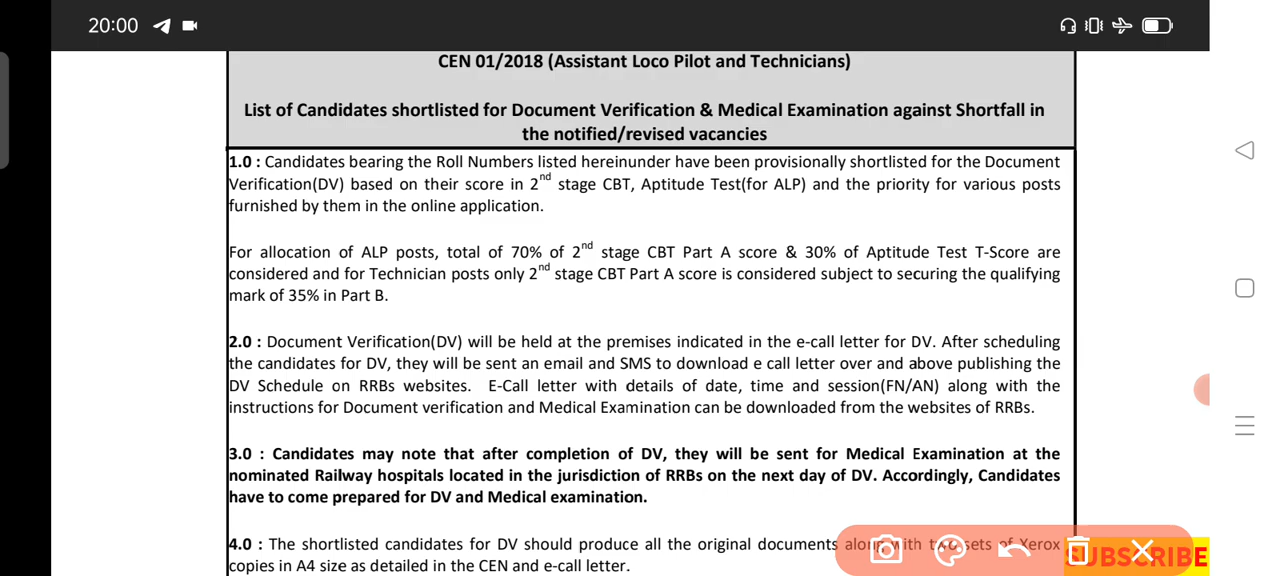 20:00
CEN 01/2018 (Assistant Loco Pilot and Technicians)
List of Candidates shortlisted for Document Verification & Medical Examination against Shortfall in
the notified/revised vacancies
1.0 : Candidates bearing the Roll Numbers listed hereinunder have been provisionally shortlisted for the Document
Verification(DV) based on their score in 2nd stage CBT, Aptitude Test(for ALP) and the priority for various posts
furnished by them in the online application.
For allocation of ALP posts, total of 70% of 2nd stage CBT Part A score & 30% of Aptitude Test T-Score are
considered and for Technician posts only 2nd stage CBT Part A score is considered subject to securing the qualifying
mark of 35% in Part B.
2.0 : Document Verification(DV) will be held at the premises indicated in the e-call letter for DV. After scheduling
the candidates for DV, they will be sent an email and SMS to download e call letter over and above publishing the
DV Schedule on RRBs websites. E-Call letter with details of date, time and session(FN/AN) along with the
instructions for Document verification and Medical Examination can be downloaded from the websites of RRBs.
3.0 : Candidates may note that after completion of DV, they will be sent for Medical Examination at the
nominated Railway hospitals located in the jurisdiction of RRBs on the next day of DV. Accordingly, Candidates
have to come prepared for DV and Medical examination.
4.0 : The shortlisted candidates for DV should produce all the original documents along with two sets of Xerox
copies in A4 size as detailed in the CEN and e-call letter.
SUBSCRIBE